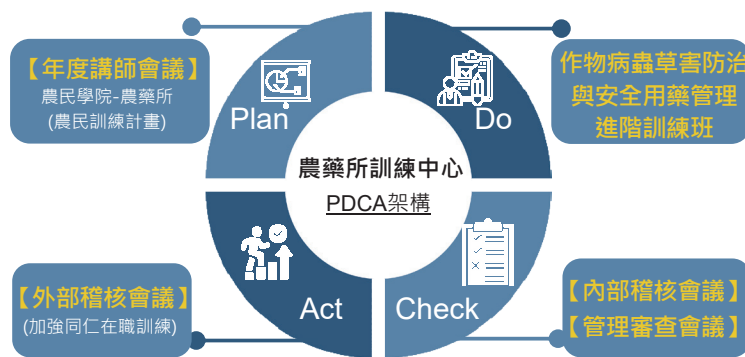 【年度講師會議】
農民學院-農藥所
(農民訓練計畫)
Plan
Do
作物病蟲草害防治
與安全用藥管理
進階訓練班
農藥所訓練中心
PDCA架構
【外部稽核會議】
(加強同仁在職訓練)
Act
Check
【內部稽核會議】
【管理審查會議】